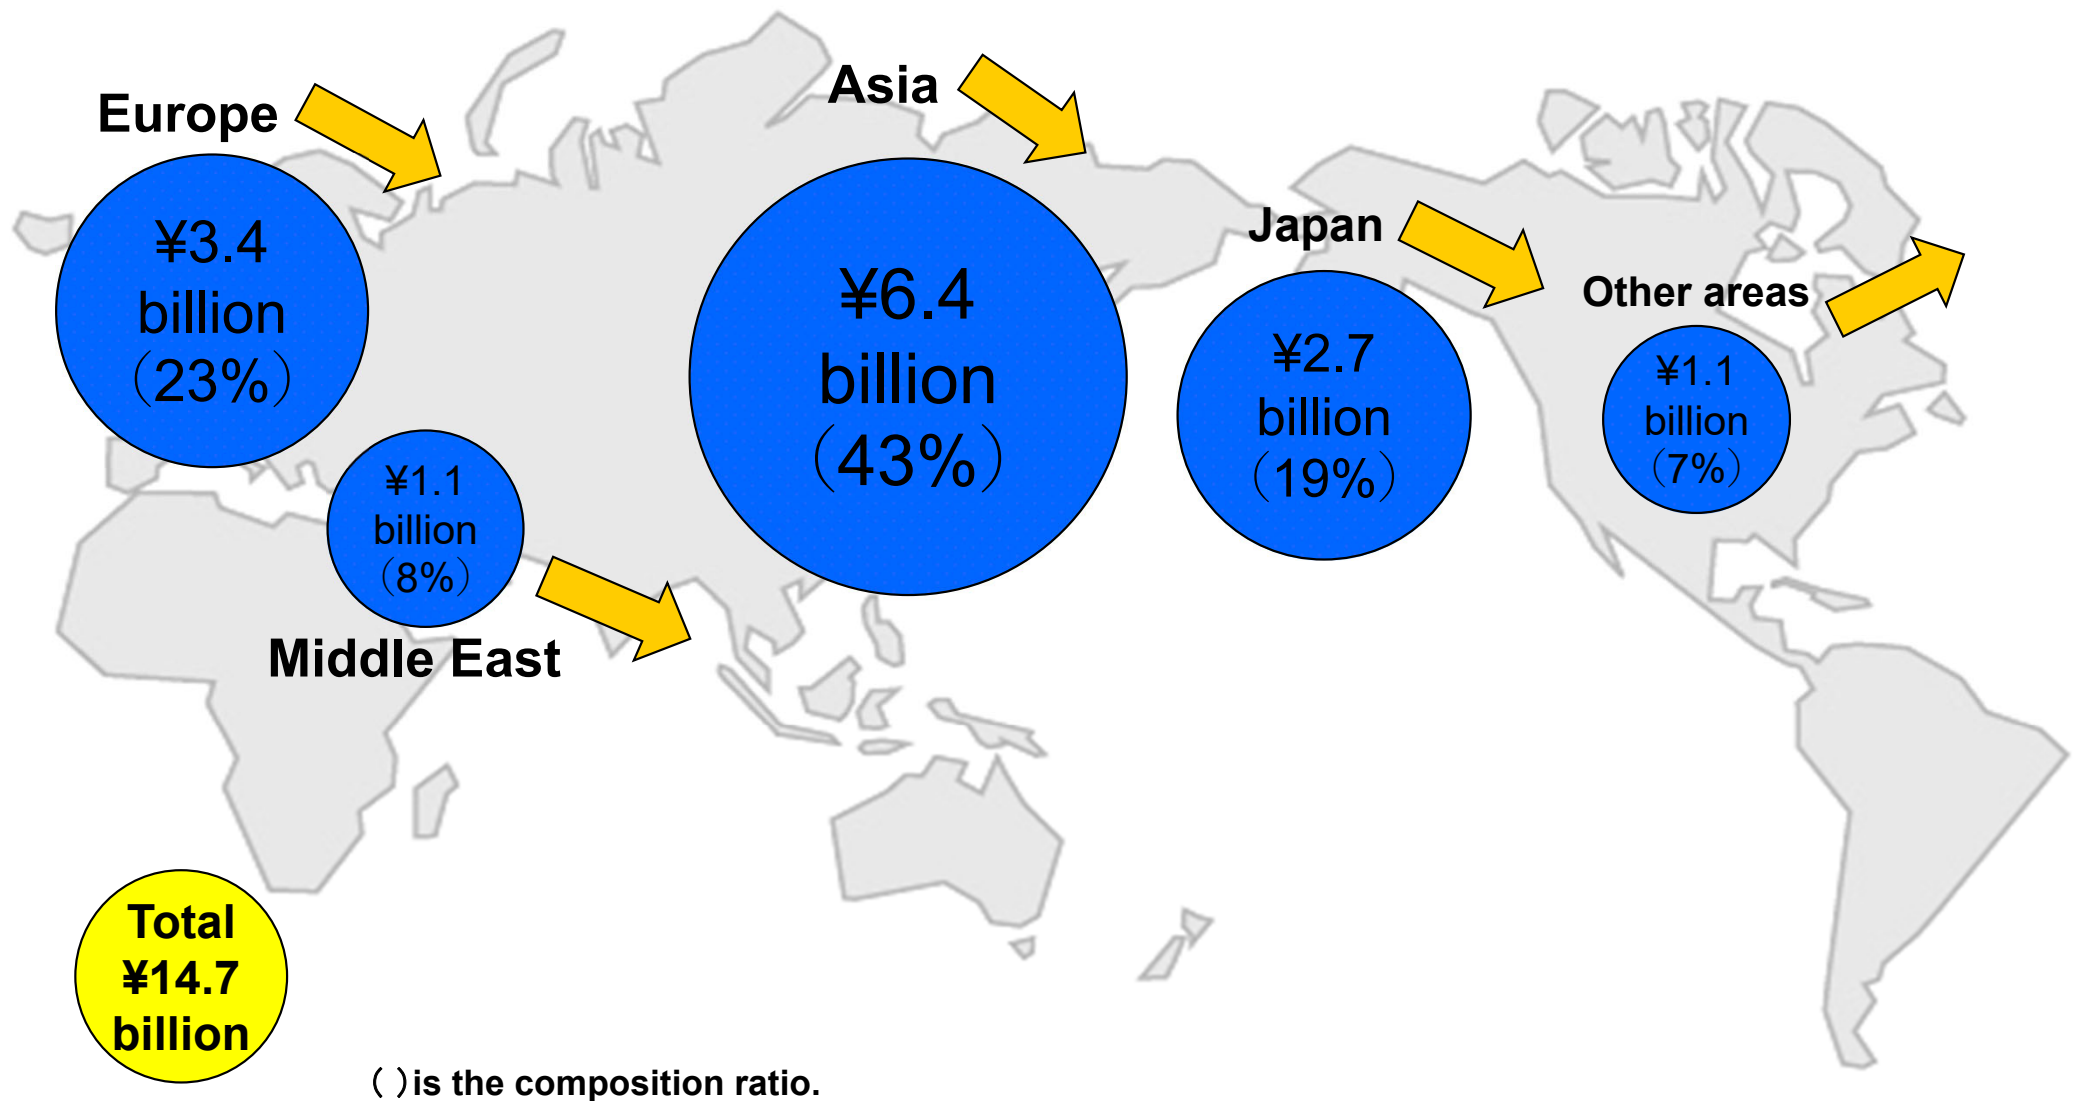 Europe
¥3.4
billion
（23%）
Asia
¥6.4
billion
（43%）
Japan
¥2.7
billion
（19%）
Other areas
¥1.1
billion
（7%）
¥1.1
billion
（8%）
Middle East
Total
¥14.7
billion
（ ）is the composition ratio.